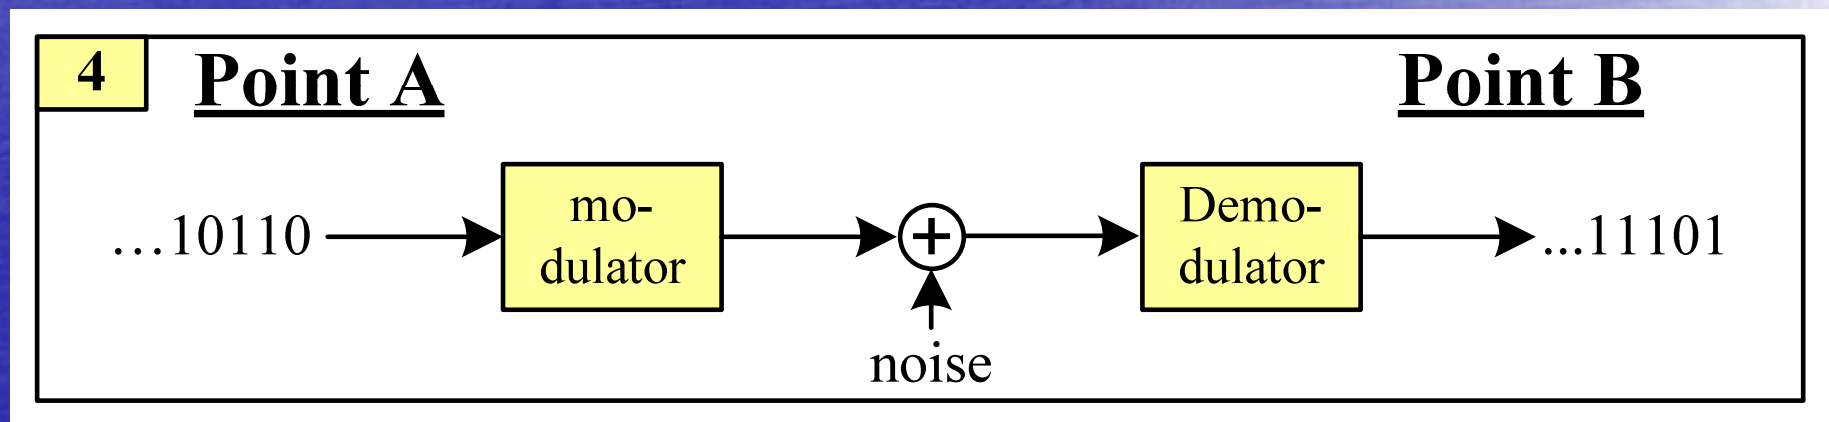 4
Point A
Point B
…10110
mo-
dulator
+
Demo-
dulator
...11101
noise